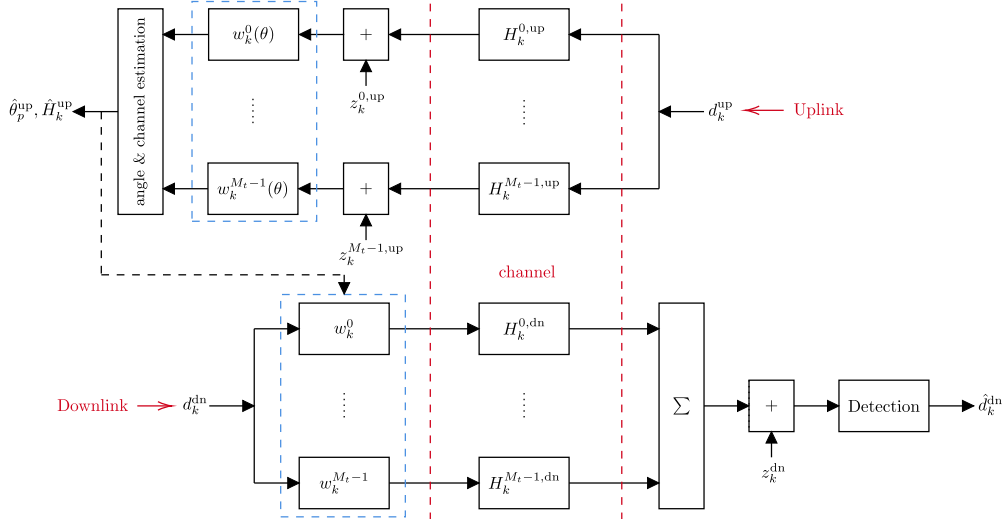 w_k^0(θ)
+
H_k^{0,up}
z_k^{0,up}
θ̂_p^{up}, Ĥ_k^{up}
angle & channel estimation
d_k^{up}
Uplink
w_k^{M_t−1}(θ)
+
H_k^{M_t−1,up}
z_k^{M_t−1,up}
channel
w_k^0
H_k^{0,dn}
Downlink
d_k^{dn}
∑
+
Detection
d̂_k^{dn}
z_k^{dn}
w_k^{M_t−1}
H_k^{M_t−1,dn}